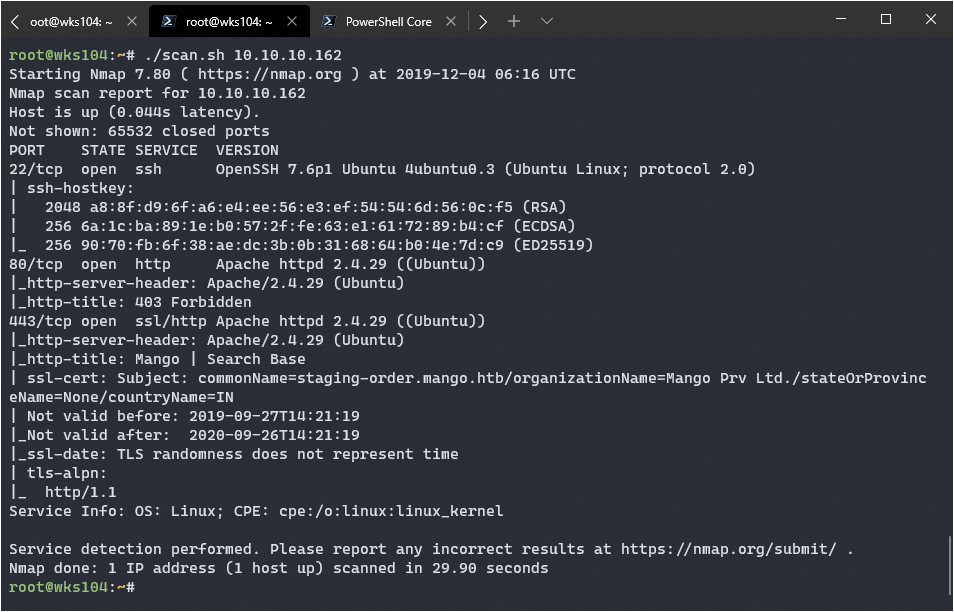 oot@wks104: ~
root@wks104: ~
PowerShell Core
root@wks104:~# ./scan.sh 10.10.10.162
Starting Nmap 7.80 ( https://nmap.org ) at 2019-12-04 06:16 UTC
Nmap scan report for 10.10.10.162
Host is up (0.044s latency).
Not shown: 65532 closed ports
PORT    STATE SERVICE  VERSION
22/tcp  open  ssh      OpenSSH 7.6p1 Ubuntu 4ubuntu0.3 (Ubuntu Linux; protocol 2.0)
| ssh-hostkey:
|   2048 a8:8f:d9:6f:a6:e4:ee:56:e3:ef:54:54:6d:56:0c:f5 (RSA)
|   256 6a:1c:ba:89:1e:b0:57:2f:fe:63:e1:61:72:89:b4:cf (ECDSA)
|_  256 90:70:fb:6f:38:ae:dc:3b:0b:31:68:64:b0:4e:7d:c9 (ED25519)
80/tcp  open  http     Apache httpd 2.4.29 ((Ubuntu))
|_http-server-header: Apache/2.4.29 (Ubuntu)
|_http-title: 403 Forbidden
443/tcp open  ssl/http Apache httpd 2.4.29 ((Ubuntu))
|_http-server-header: Apache/2.4.29 (Ubuntu)
|_http-title: Mango | Search Base
| ssl-cert: Subject: commonName=staging-order.mango.htb/organizationName=Mango Prv Ltd./stateOrProvinc
eName=None/countryName=IN
| Not valid before: 2019-09-27T14:21:19
|_Not valid after:  2020-09-26T14:21:19
|_ssl-date: TLS randomness does not represent time
| tls-alpn:
|_  http/1.1
Service Info: OS: Linux; CPE: cpe:/o:linux:linux_kernel
Service detection performed. Please report any incorrect results at https://nmap.org/submit/ .
Nmap done: 1 IP address (1 host up) scanned in 29.90 seconds
root@wks104:~#